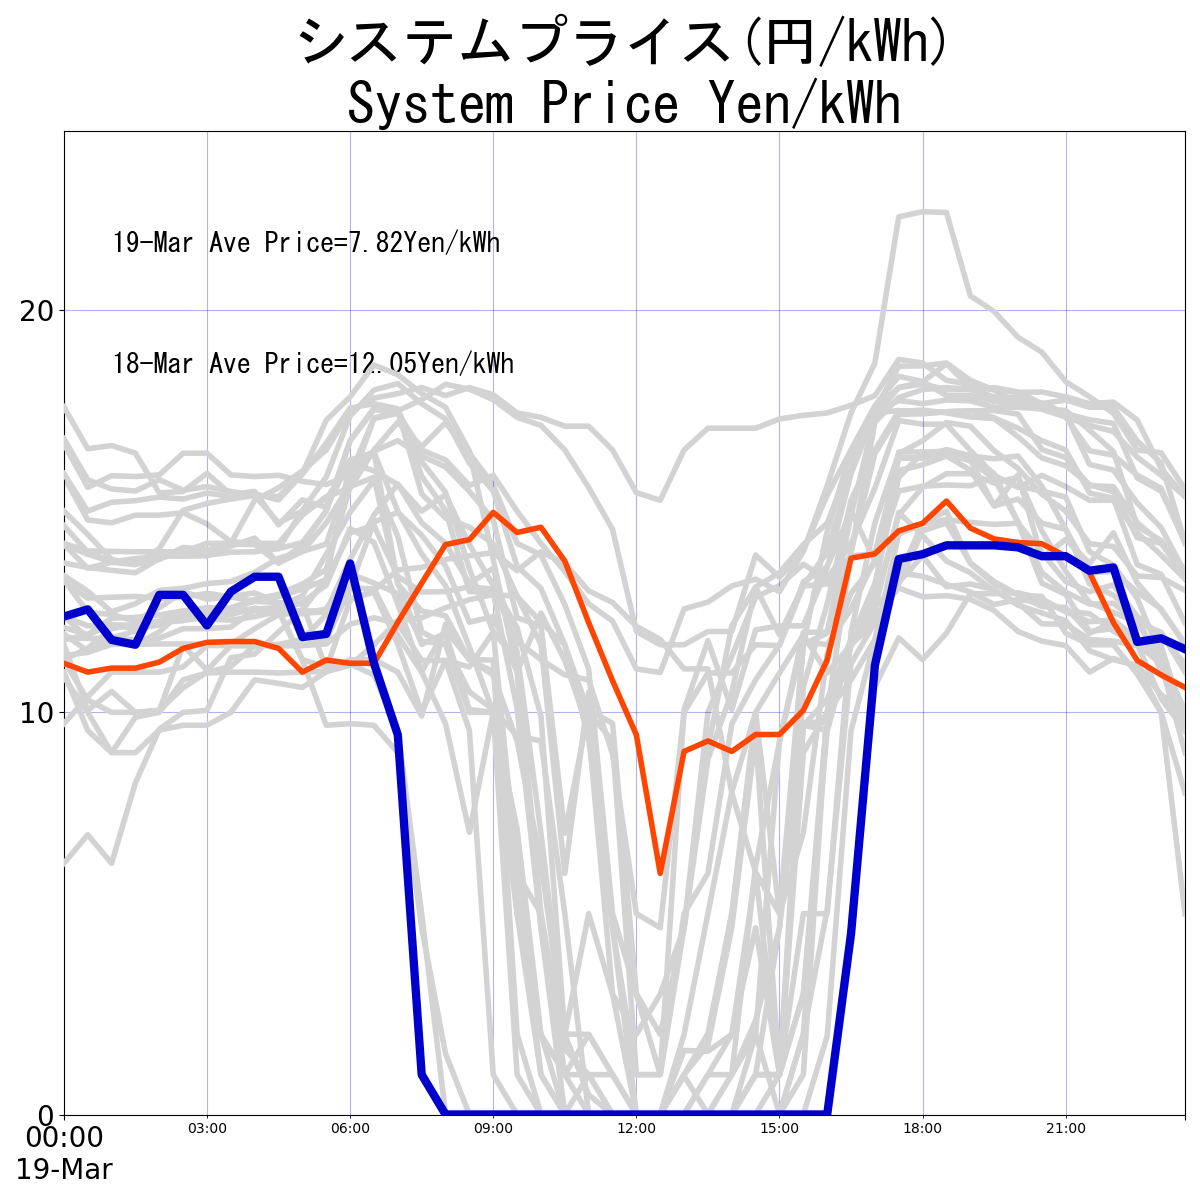 システムプライス(円/kWh)
System Price Yen/kWh
19-Mar Ave Price=7.82Yen/kWh
18-Mar Ave Price=12.05Yen/kWh
20
10
0
00:00
03:00
06:00
09:00
12:00
15:00
18:00
21:00
19-Mar